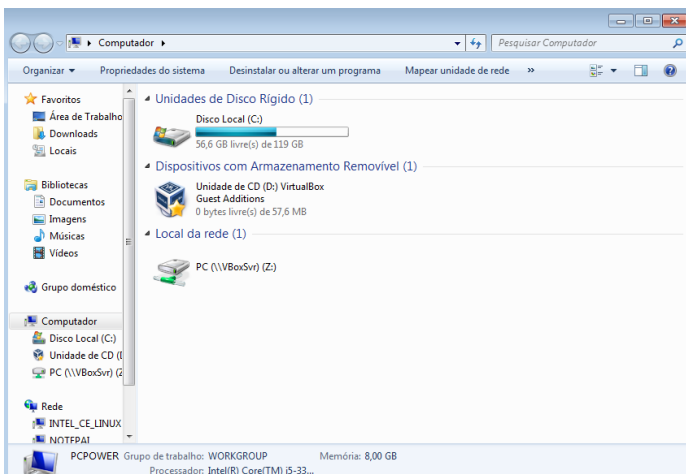 Computador
Pesquisar Computador
Organizar
Propriedades do sistema
Desinstalar ou alterar um programa
Mapear unidade de rede
»
Favoritos
Área de Trabalho
Downloads
Locais
Bibliotecas
Documentos
Imagens
Músicas
Vídeos
Grupo doméstico
Computador
Disco Local (C:)
Unidade de CD (
PC (\\VBoxSvr) (Z
Rede
INTEL_CE_LINUX
NOTEPAI
Unidades de Disco Rígido (1)
Disco Local (C:)
56,6 GB livre(s) de 119 GB
Dispositivos com Armazenamento Removível (1)
Unidade de CD (D:) VirtualBox
Guest Additions
0 bytes livre(s) de 57,6 MB
Local da rede (1)
PC (\\VBoxSvr) (Z:)
PCPOWER Grupo de trabalho: WORKGROUP Memória: 8,00 GB
Processador: Intel(R) Core(TM) i5-33...